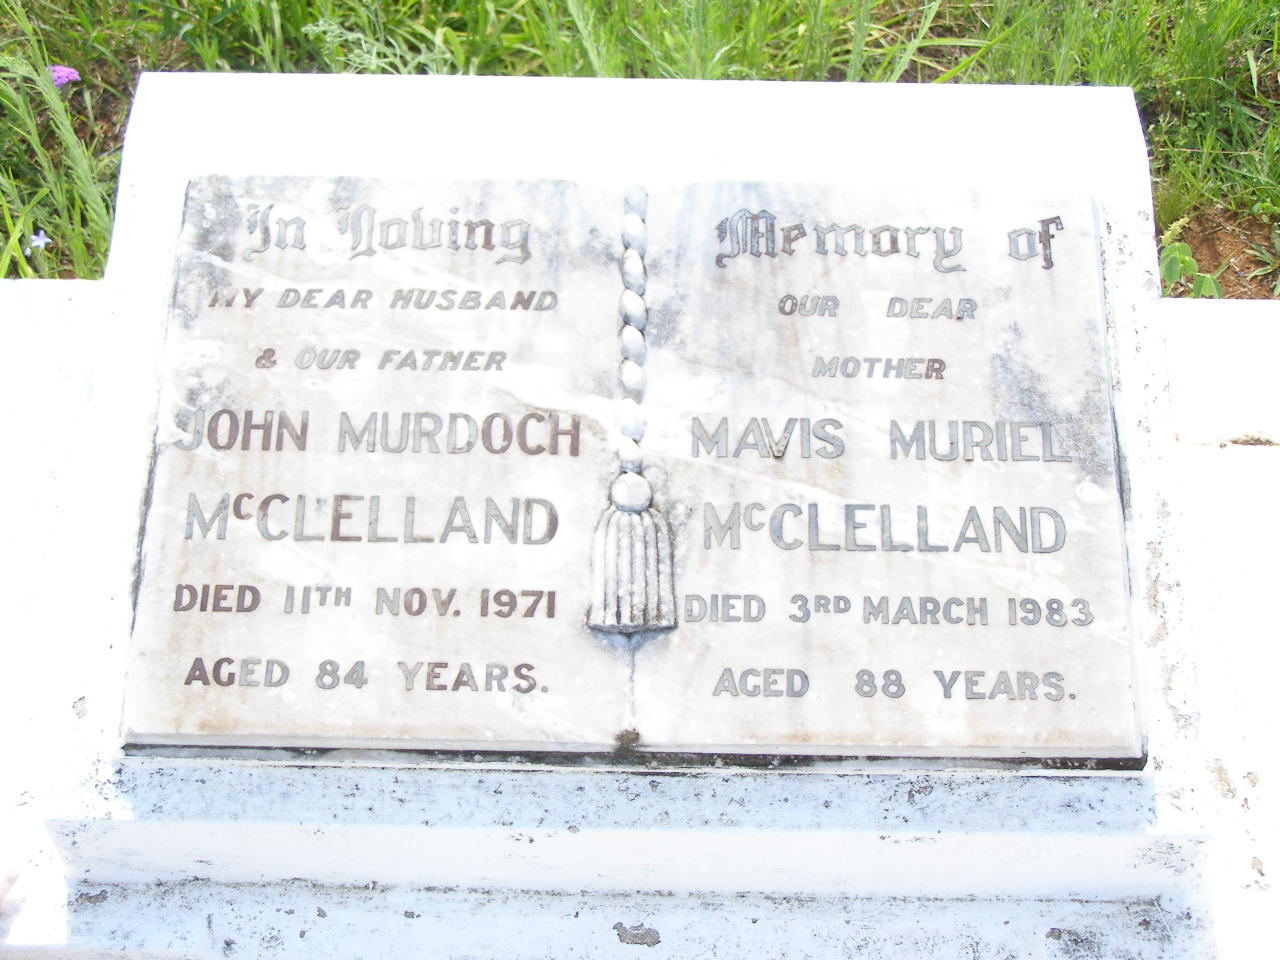 In Loving Memory of
MY DEAR HUSBAND
& OUR FATHER
JOHN MURDOCH
McCLELLAND
DIED 11TH NOV. 1971
AGED 84 YEARS.
OUR DEAR
MOTHER
MAVIS MURIEL
McCLELLAND
DIED 3RD MARCH 1983
AGED 88 YEARS.